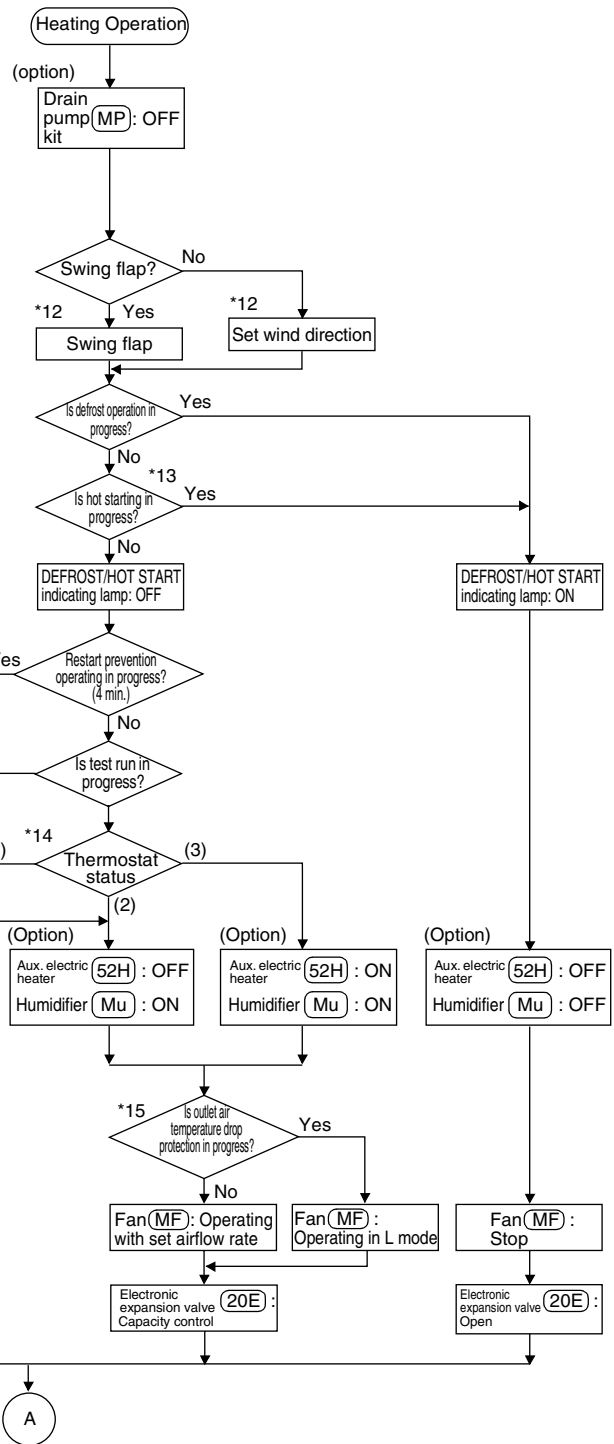 Heating Operation
(option)
Drain
pump MP : OFF
kit
Swing flap?
No
*12
Yes
*12
Swing flap
Set wind direction
Is defrost operation in
progress?
Yes
No
*13
Is hot starting in
progress?
Yes
No
DEFROST/HOT START
indicating lamp: OFF
DEFROST/HOT START
indicating lamp: ON
Restart prevention
operating in progress?
(4 min.)
No
Is test run in
progress?
*14
Thermostat
status
(3)
(2)
(Option)
Aux. electric
heater 52H : OFF
Humidifier Mu : ON
(Option)
Aux. electric
heater 52H : ON
Humidifier Mu : ON
(Option)
Aux. electric
heater 52H : OFF
Humidifier Mu : OFF
*15
Is outlet air
temperature drop
protection in progress?
Yes
No
Fan MF : Operating
with set airflow rate
Fan MF :
Operating in L mode
Fan MF :
Stop
Electronic
expansion valve 20E :
Capacity control
Electronic
expansion valve 20E :
Open
A